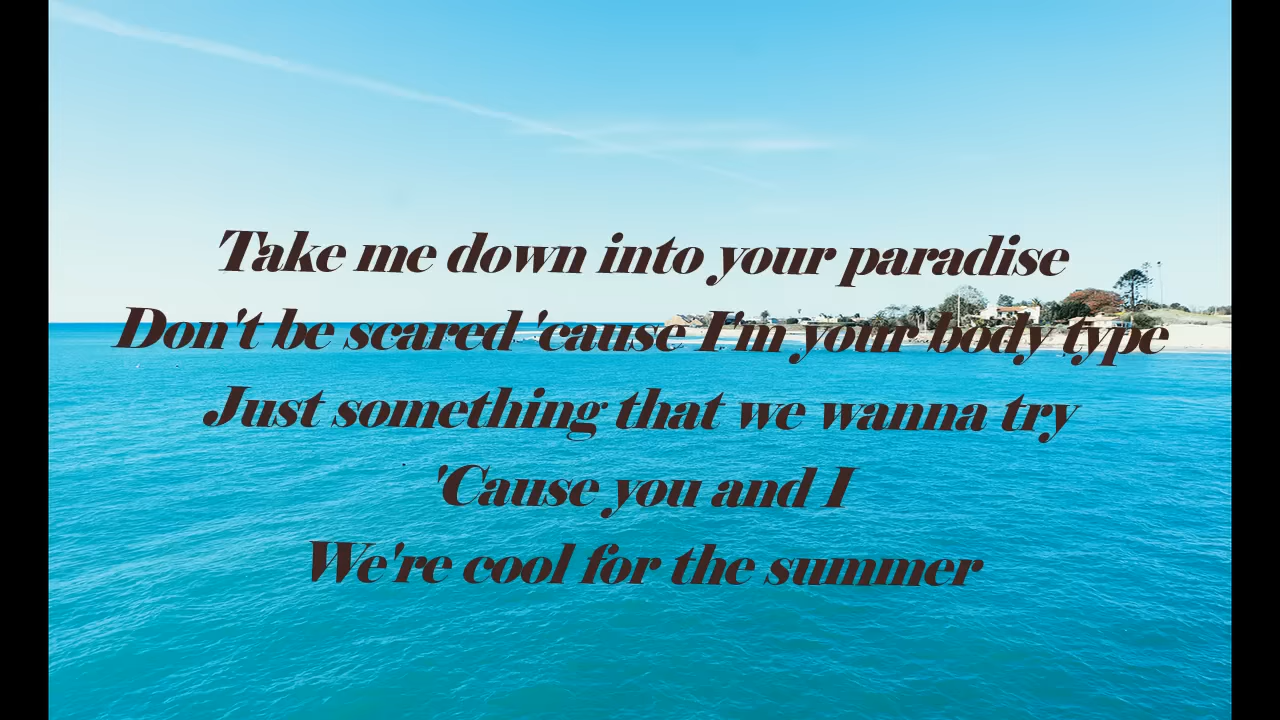 Take me down into your paradise
Don't be scared 'cause I'm your body type
Just something that we wanna try
'Cause you and I
We're cool for the summer